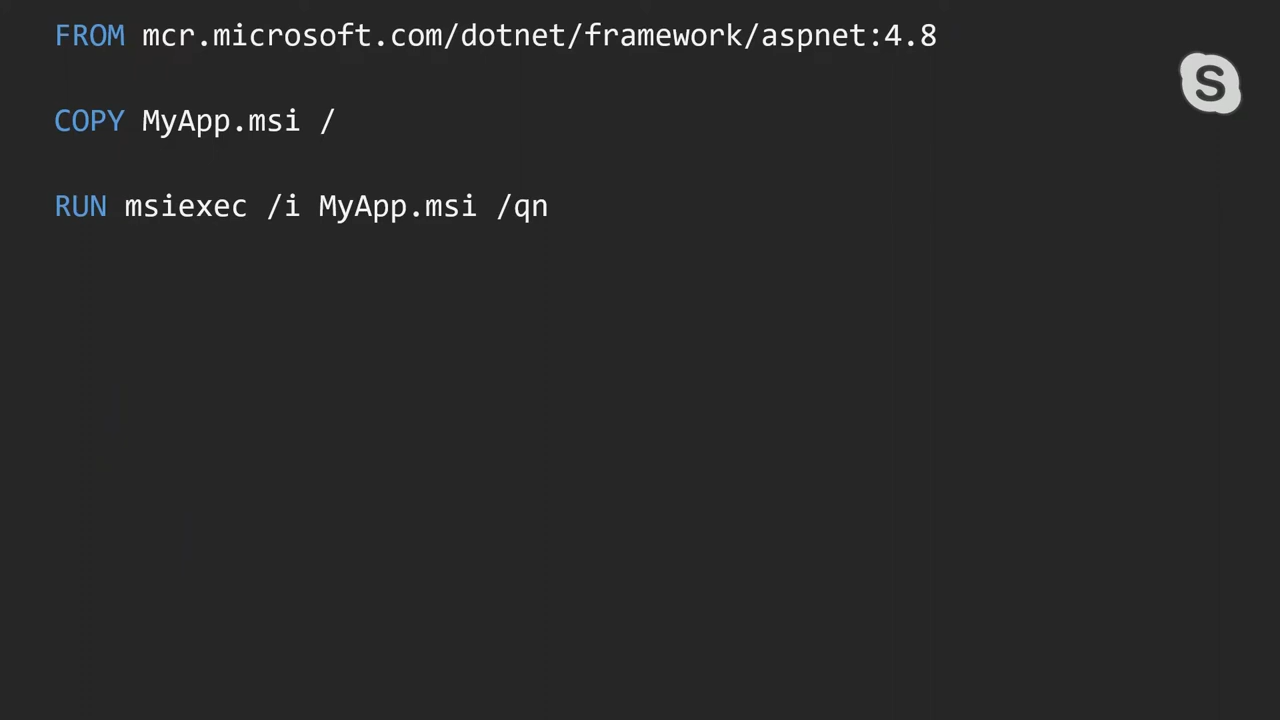 FROM mcr.microsoft.com/dotnet/framework/aspnet:4.8
S
COPY MyApp.msi /
RUN msiexec /i MyApp.msi /qn